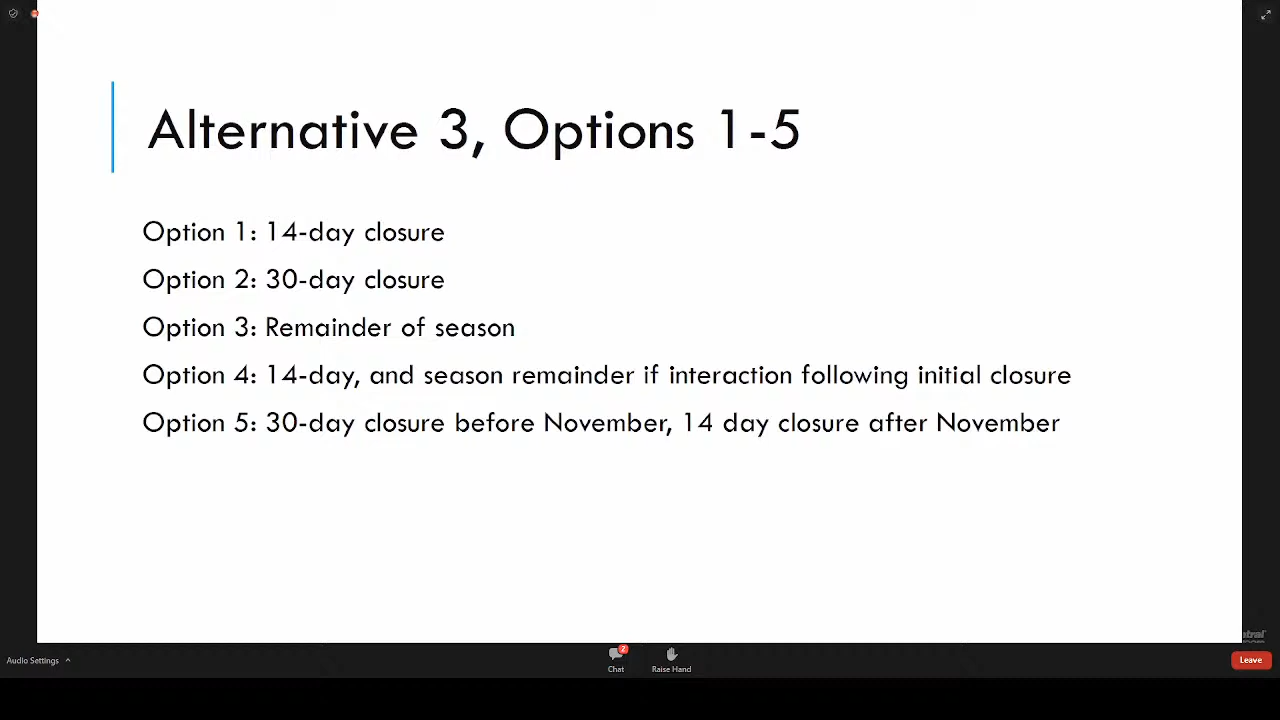 Alternative 3, Options 1-5
Option 1: 14-day closure
Option 2: 30-day closure
Option 3: Remainder of season
Option 4: 14-day, and season remainder if interaction following initial closure
Option 5: 30-day closure before November, 14 day closure after November
Audio Settings
2
Chat
Raise Hand
Leave